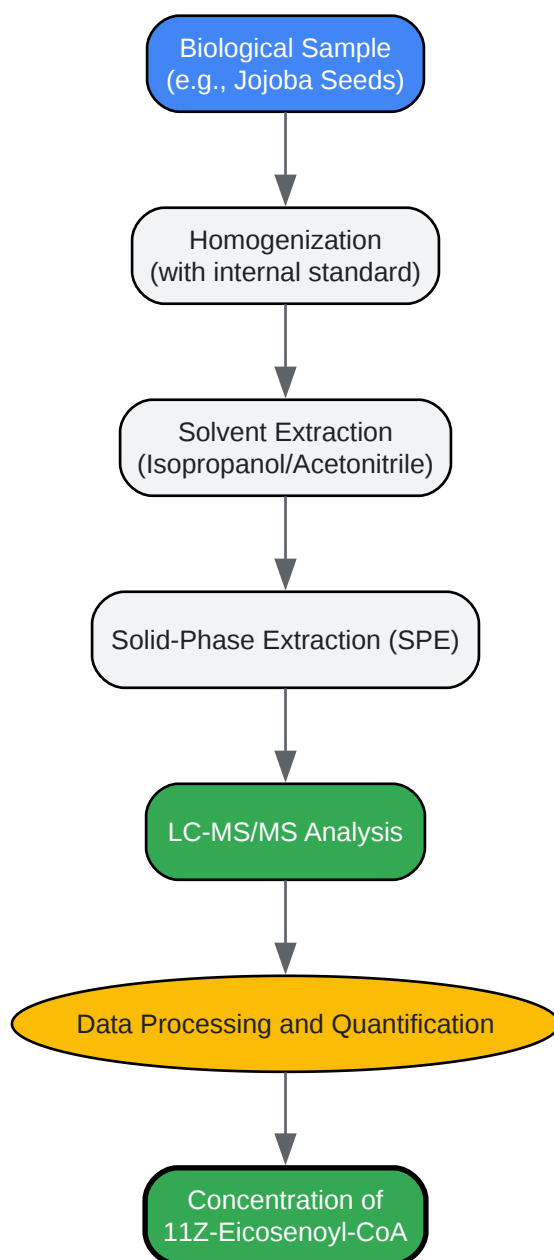 Biological Sample
(e.g., Jojoba Seeds)
Homogenization
(with internal standard)
Solvent Extraction
(Isopropanol/Acetonitrile)
Solid-Phase Extraction (SPE)
LC-MS/MS Analysis
Data Processing and Quantification
Concentration of
11Z-Eicosenoyl-CoA